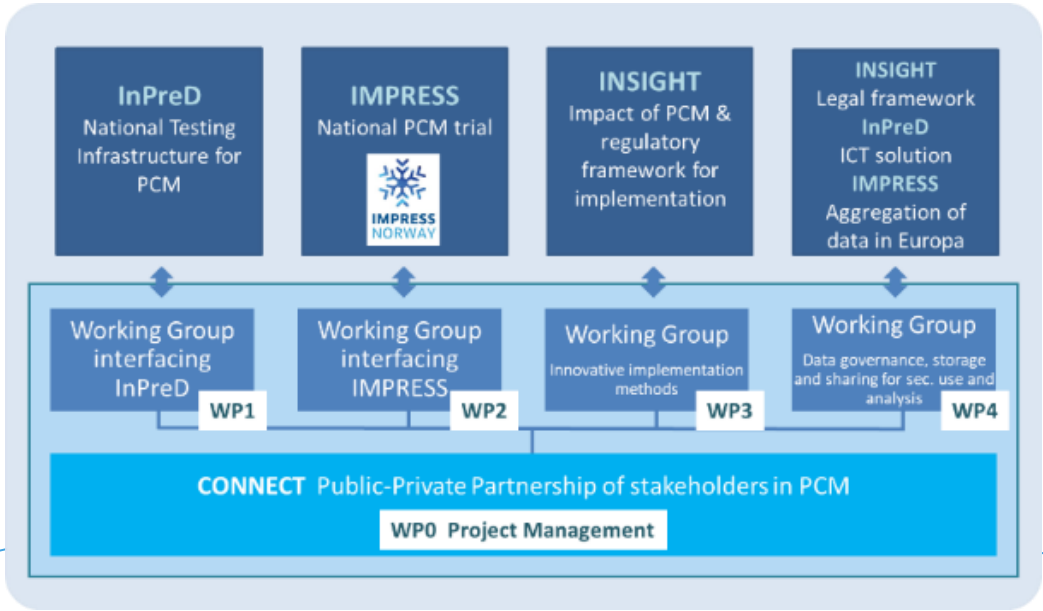 InPreD
National Testing
Infrastructure for
PCM
IMPRESS
National PCM trial
IMPRESS
NORWAY
INSIGHT
Impact of PCM &
regulatory
framework for
implementation
INSIGHT
Legal framework
InPreD
ICT solution
IMPRESS
Aggregation of
data in Europa
Working Group
interfacing
InPreD
WP1
Working Group
interfacing
IMPRESS
WP2
Working Group
Innovative implementation
methods
WP3
Working Group
Data governance, storage
and sharing for sec. use and
analysis
WP4
CONNECT Public-Private Partnership of stakeholders in PCM
WP0 Project Management